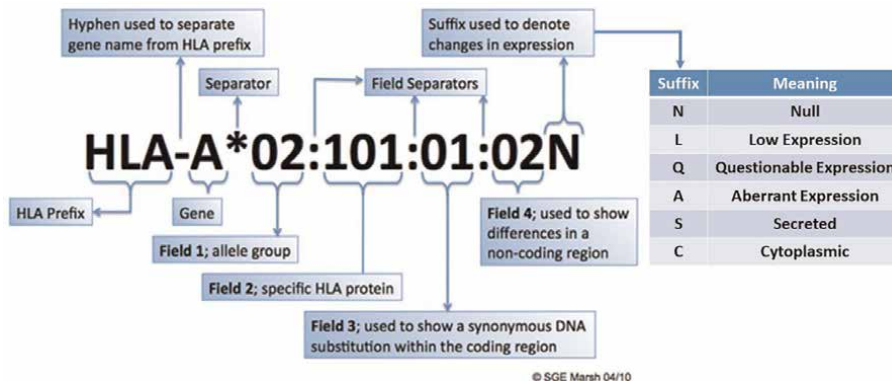 Hyphen used to separate
gene name from HLA prefix
Suffix used to denote
changes in expression
Separator
Field Separators
HLA-A*02:101:01:02N
HLA Prefix
Gene
Field 1; allele group
Field 2; specific HLA protein
Field 3; used to show a synonymous DNA
substitution within the coding region
Field 4; used to show
differences in a
non-coding region
Suffix Meaning
N Null
L Low Expression
Q Questionable Expression
A Aberrant Expression
S Secreted
C Cytoplasmic
© SGE Marsh 04/10